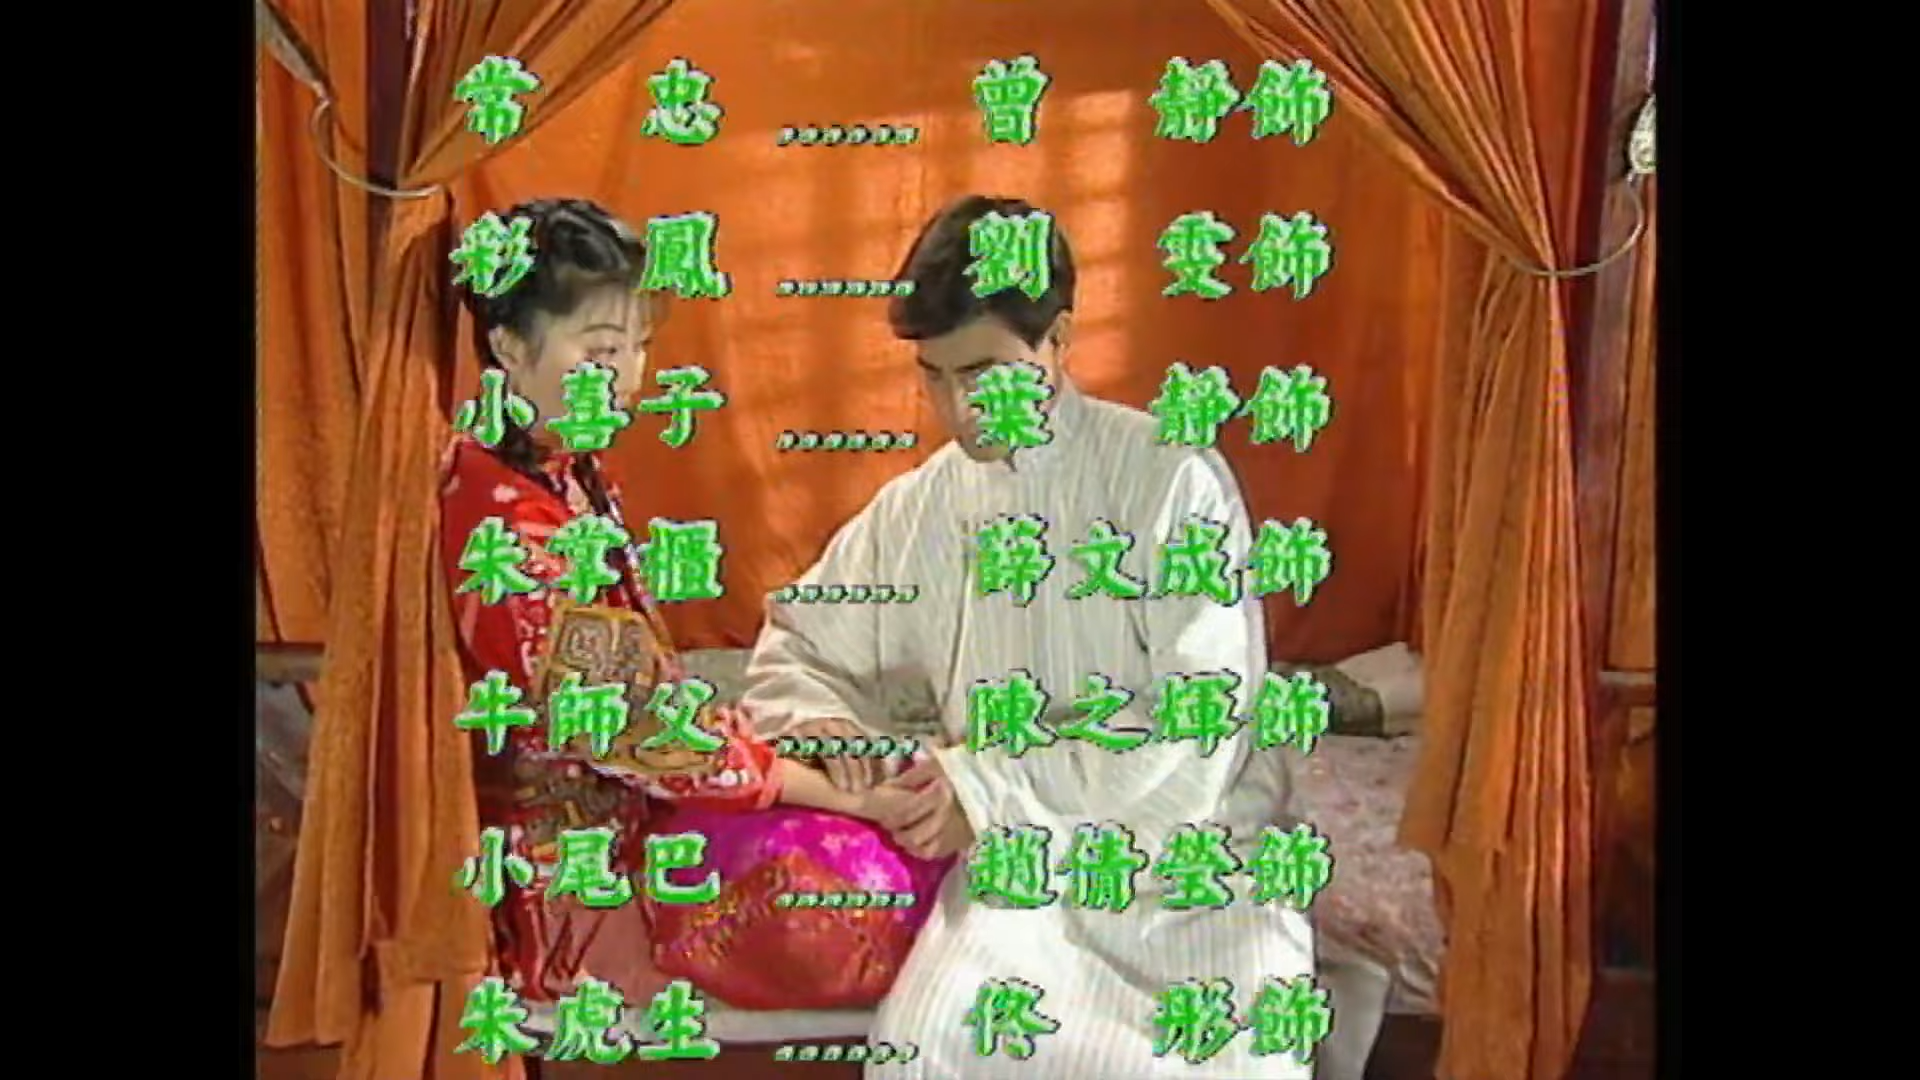 常 忠 ...... 曾 靜飾
彩 鳳 ...... 劉 雯飾
小喜子 ...... 葉 靜飾
朱掌櫃 ...... 薛文成飾
牛師父 ...... 陳之輝飾
小尾巴 ...... 趙倩瑩飾
朱虎生 ...... 佟 彤飾